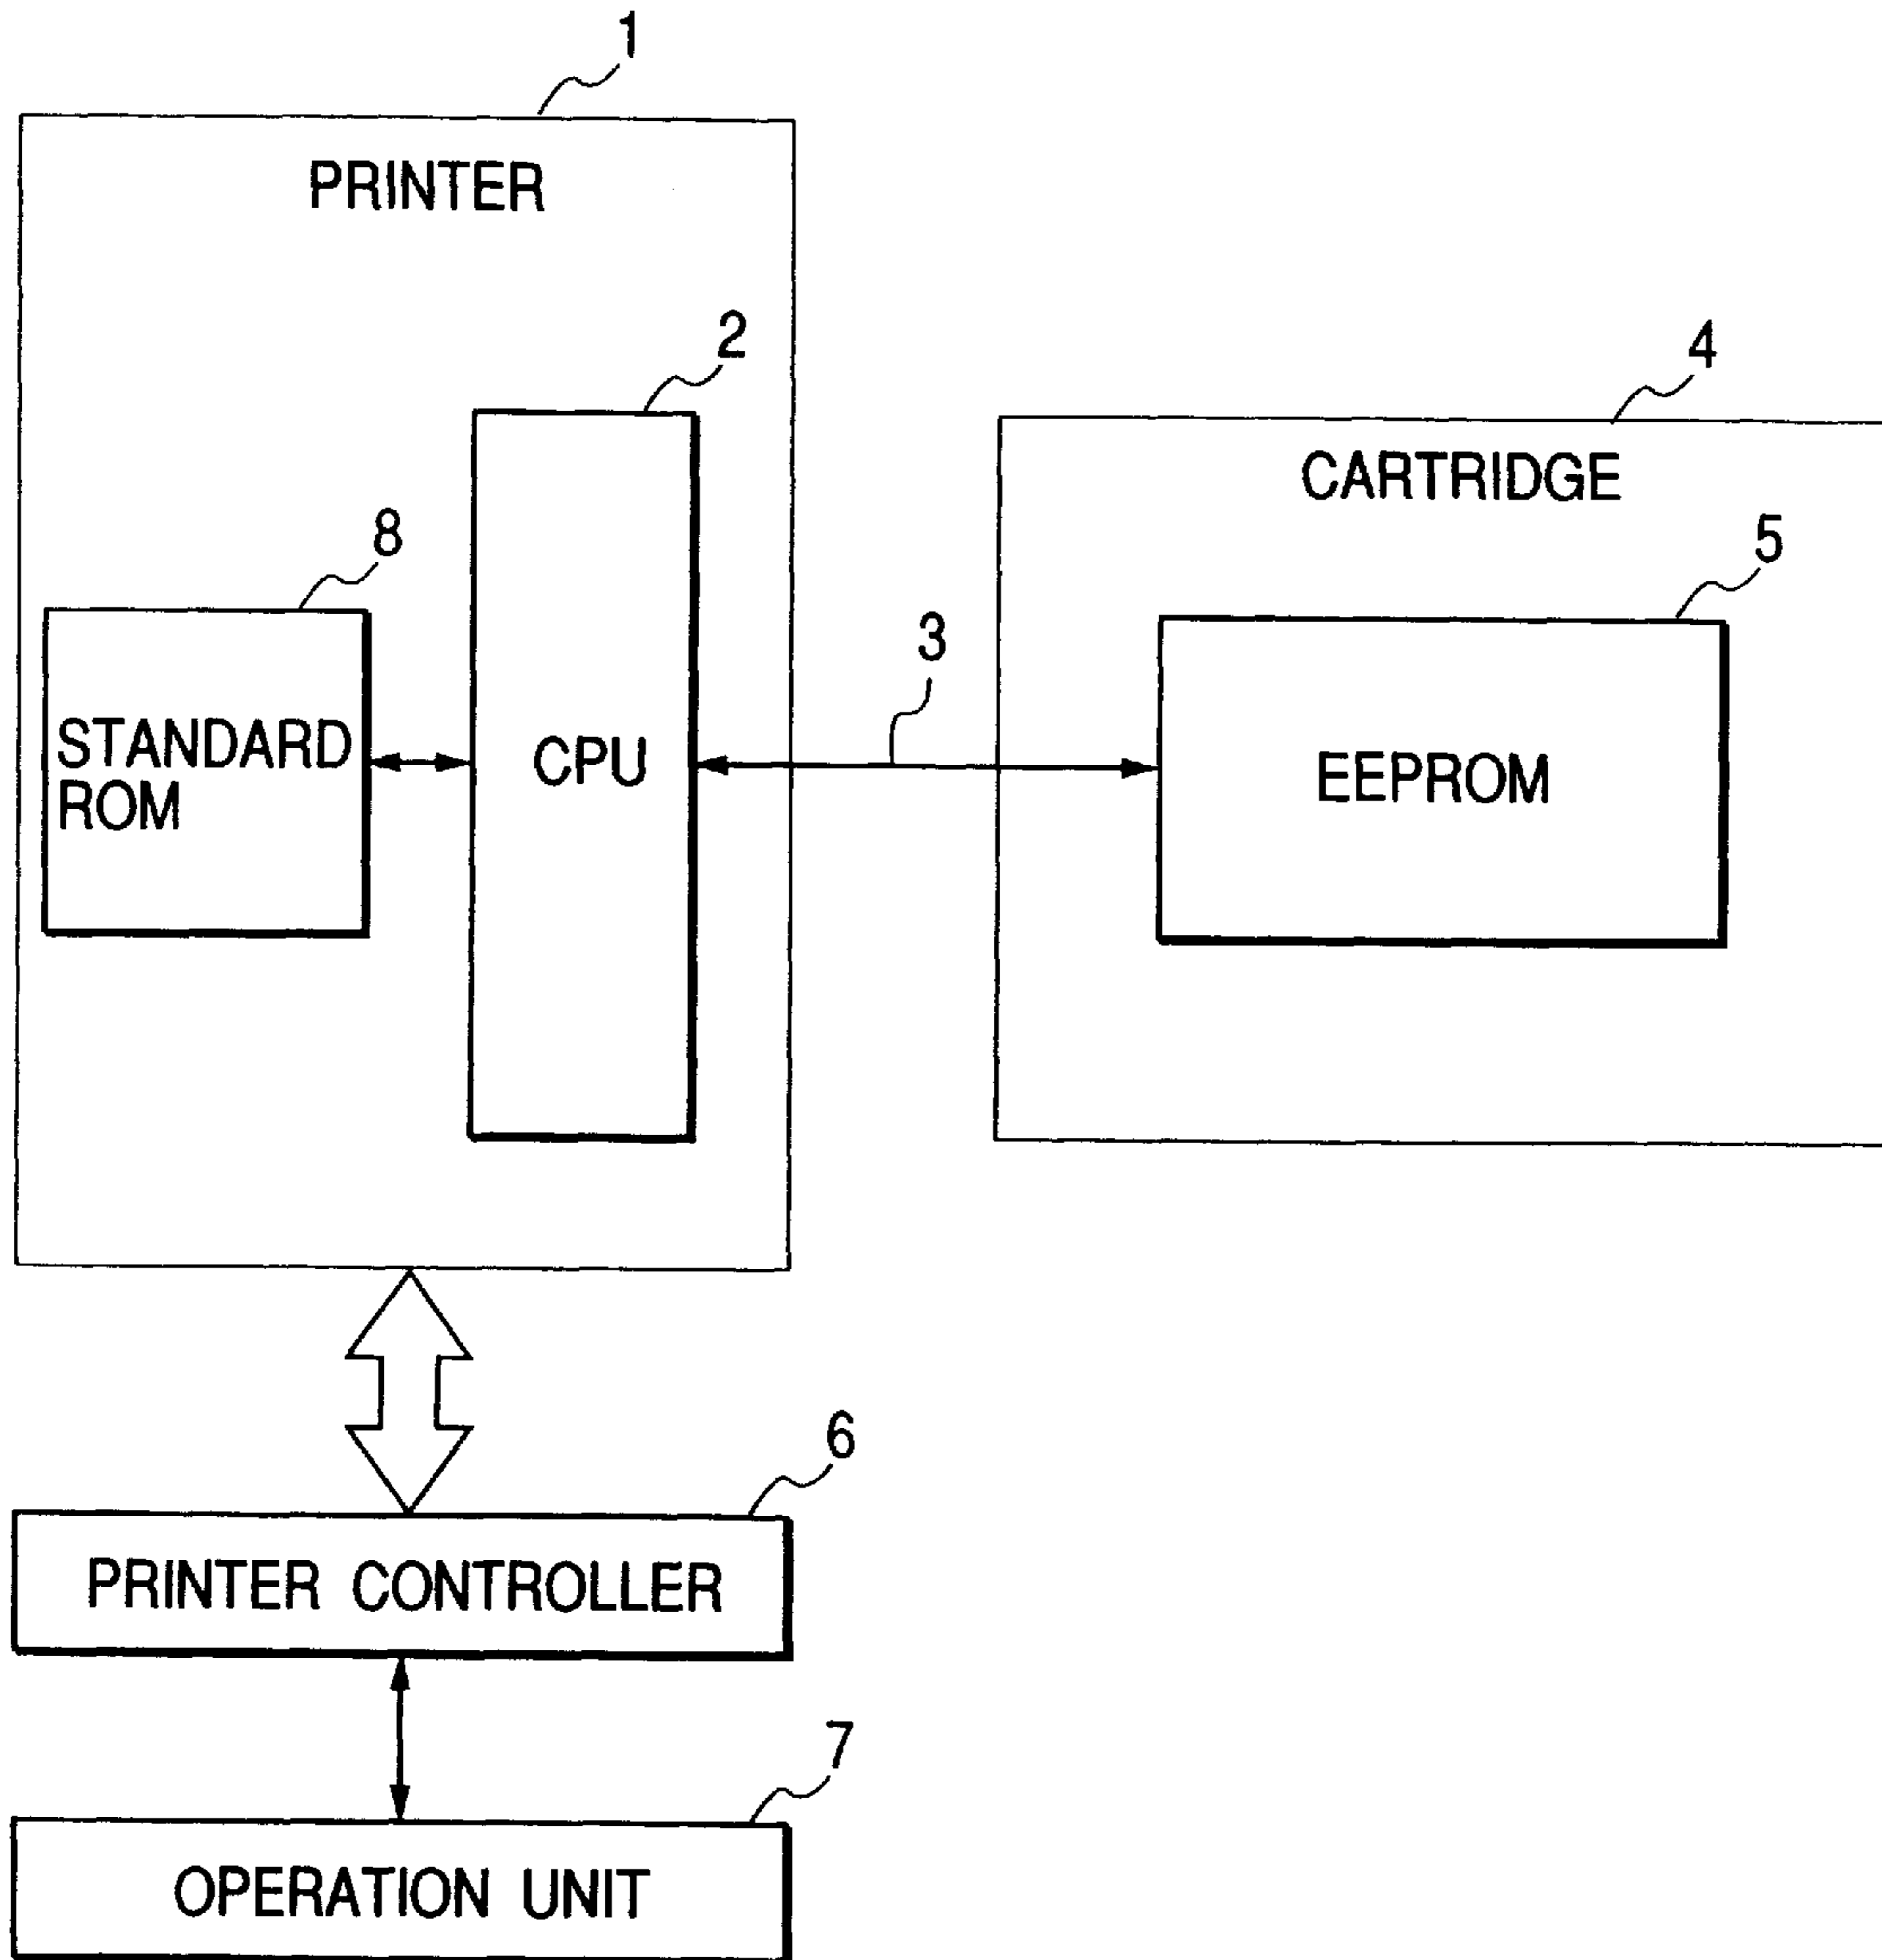 1
PRINTER
2
4
CARTRIDGE
8
5
3
STANDARD
ROM
CPU
EEPROM
6
PRINTER CONTROLLER
7
OPERATION UNIT